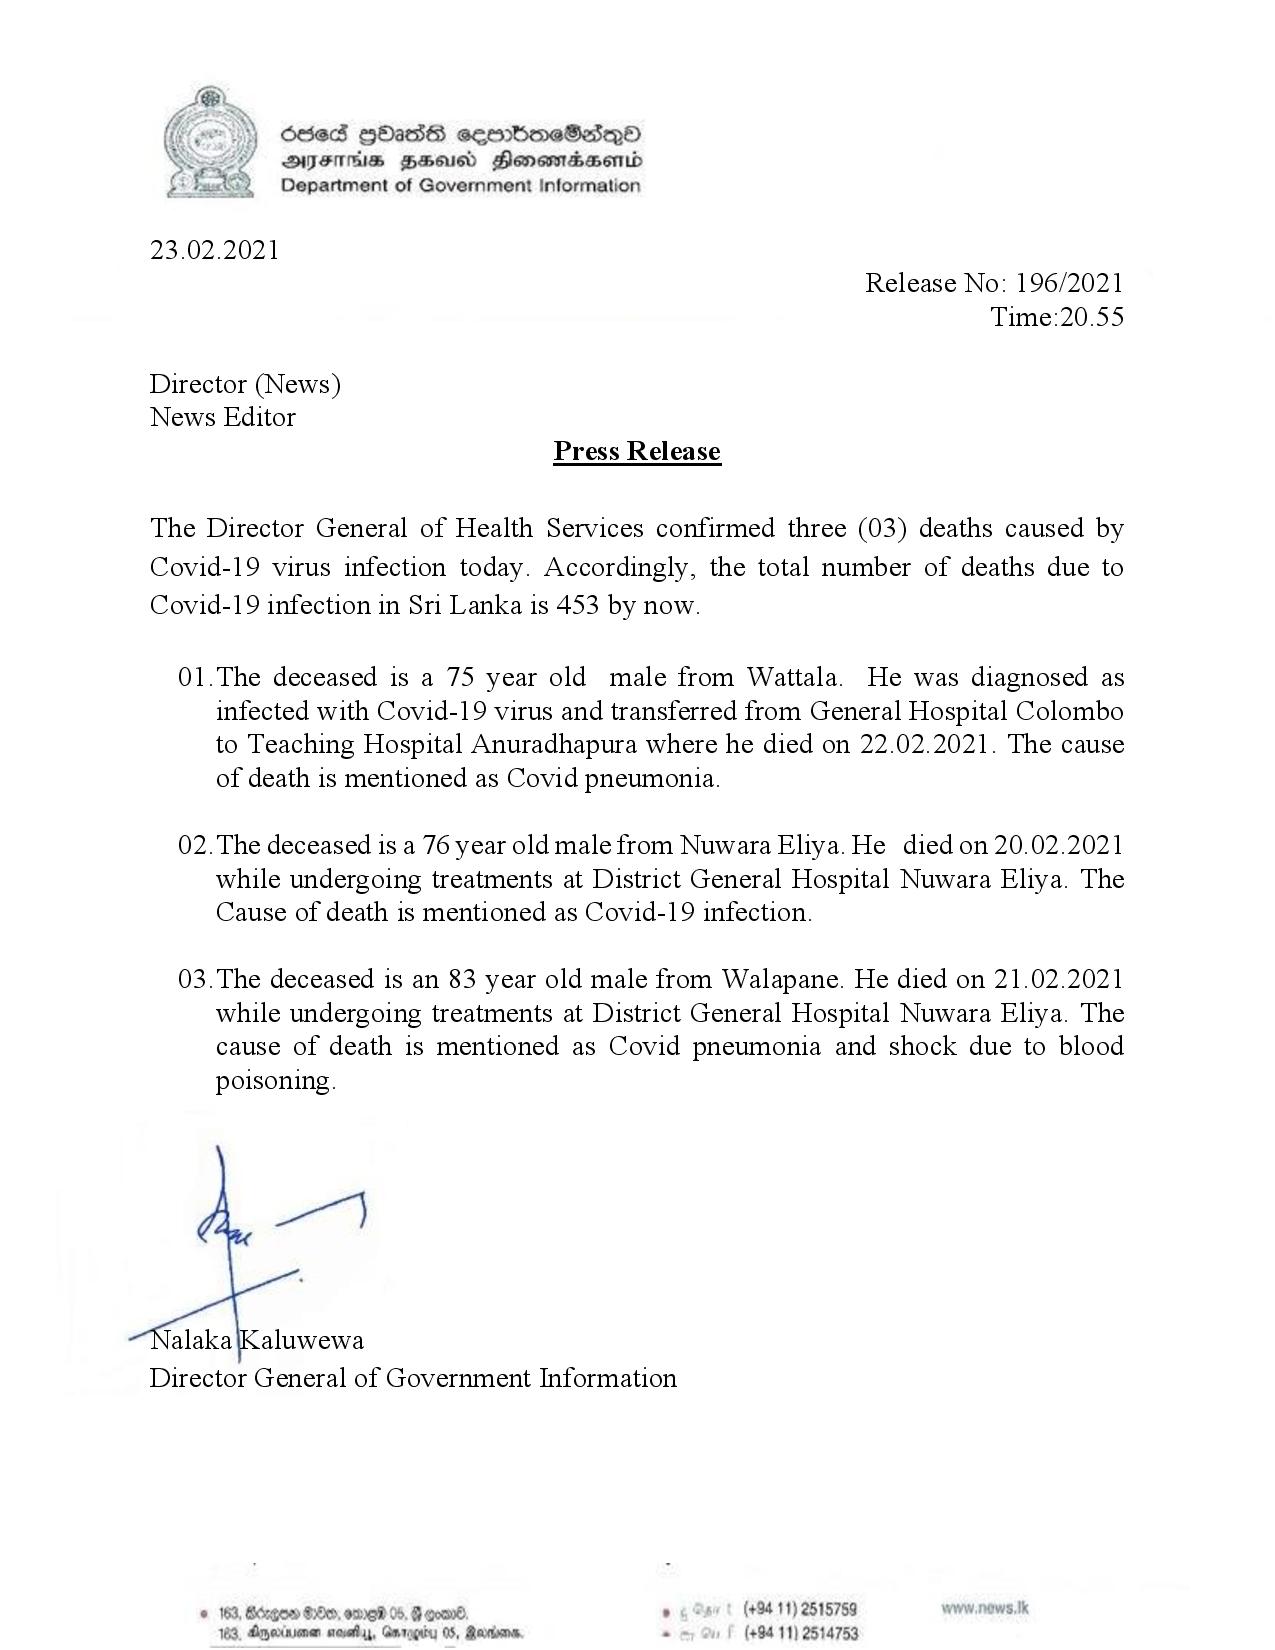 රජයේ ප්‍රවෘත්ති දෙපාර්තමේන්තුව
அரசாங்க தகவல் திணைக்களம்
Department of Government Information
23.02.2021
Release No: 196/2021
Time:20.55
Director (News)
News Editor
Press Release
The Director General of Health Services confirmed three (03) deaths caused by
Covid-19 virus infection today. Accordingly, the total number of deaths due to
Covid-19 infection in Sri Lanka is 453 by now.
01. The deceased is a 75 year old male from Wattala. He was diagnosed as
infected with Covid-19 virus and transferred from General Hospital Colombo
to Teaching Hospital Anuradhapura where he died on 22.02.2021. The cause
of death is mentioned as Covid pneumonia.
02. The deceased is a 76 year old male from Nuwara Eliya. He died on 20.02.2021
while undergoing treatments at District General Hospital Nuwara Eliya. The
Cause of death is mentioned as Covid-19 infection.
03. The deceased is an 83 year old male from Walapane. He died on 21.02.2021
while undergoing treatments at District General Hospital Nuwara Eliya. The
cause of death is mentioned as Covid pneumonia and shock due to blood
poisoning.
Nalaka Kaluwewa
Director General of Government Information
163, කිරුලපන මාවත, කොළඹ 05, ශ්‍රී ලංකාව.
163, கிருலப்பனை எவனியூ, கொழும்பு 05, இலங்கை.
(+94 11) 2515759
(+94 11) 2514753
www.news.lk